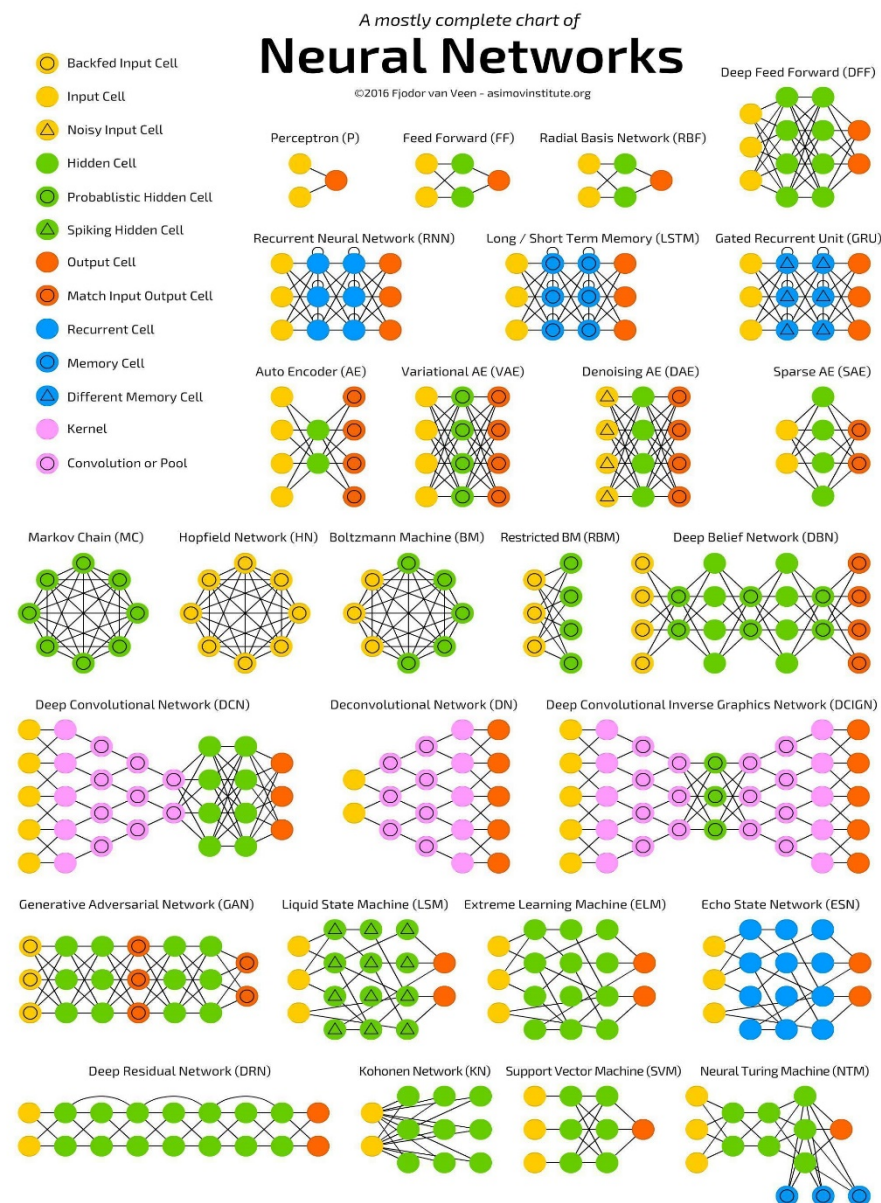 A mostly complete chart of
Neural Networks
©2016 Fjodor van Veen - asimovinstitute.org
Backfed Input Cell
Input Cell
Noisy Input Cell
Hidden Cell
Probablistic Hidden Cell
Spiking Hidden Cell
Output Cell
Match Input Output Cell
Recurrent Cell
Memory Cell
Different Memory Cell
Kernel
Convolution or Pool
Deep Feed Forward (DFF)
Perceptron (P)
Feed Forward (FF)
Radial Basis Network (RBF)
Recurrent Neural Network (RNN)
Long / Short Term Memory (LSTM)
Gated Recurrent Unit (GRU)
Auto Encoder (AE)
Variational AE (VAE)
Denoising AE (DAE)
Sparse AE (SAE)
Markov Chain (MC)
Hopfield Network (HN)
Boltzmann Machine (BM)
Restricted BM (RBM)
Deep Belief Network (DBN)
Deep Convolutional Network (DCN)
Deconvolutional Network (DN)
Deep Convolutional Inverse Graphics Network (DCIGN)
Generative Adversarial Network (GAN)
Liquid State Machine (LSM)
Extreme Learning Machine (ELM)
Echo State Network (ESN)
Deep Residual Network (DRN)
Kohonen Network (KN)
Support Vector Machine (SVM)
Neural Turing Machine (NTM)